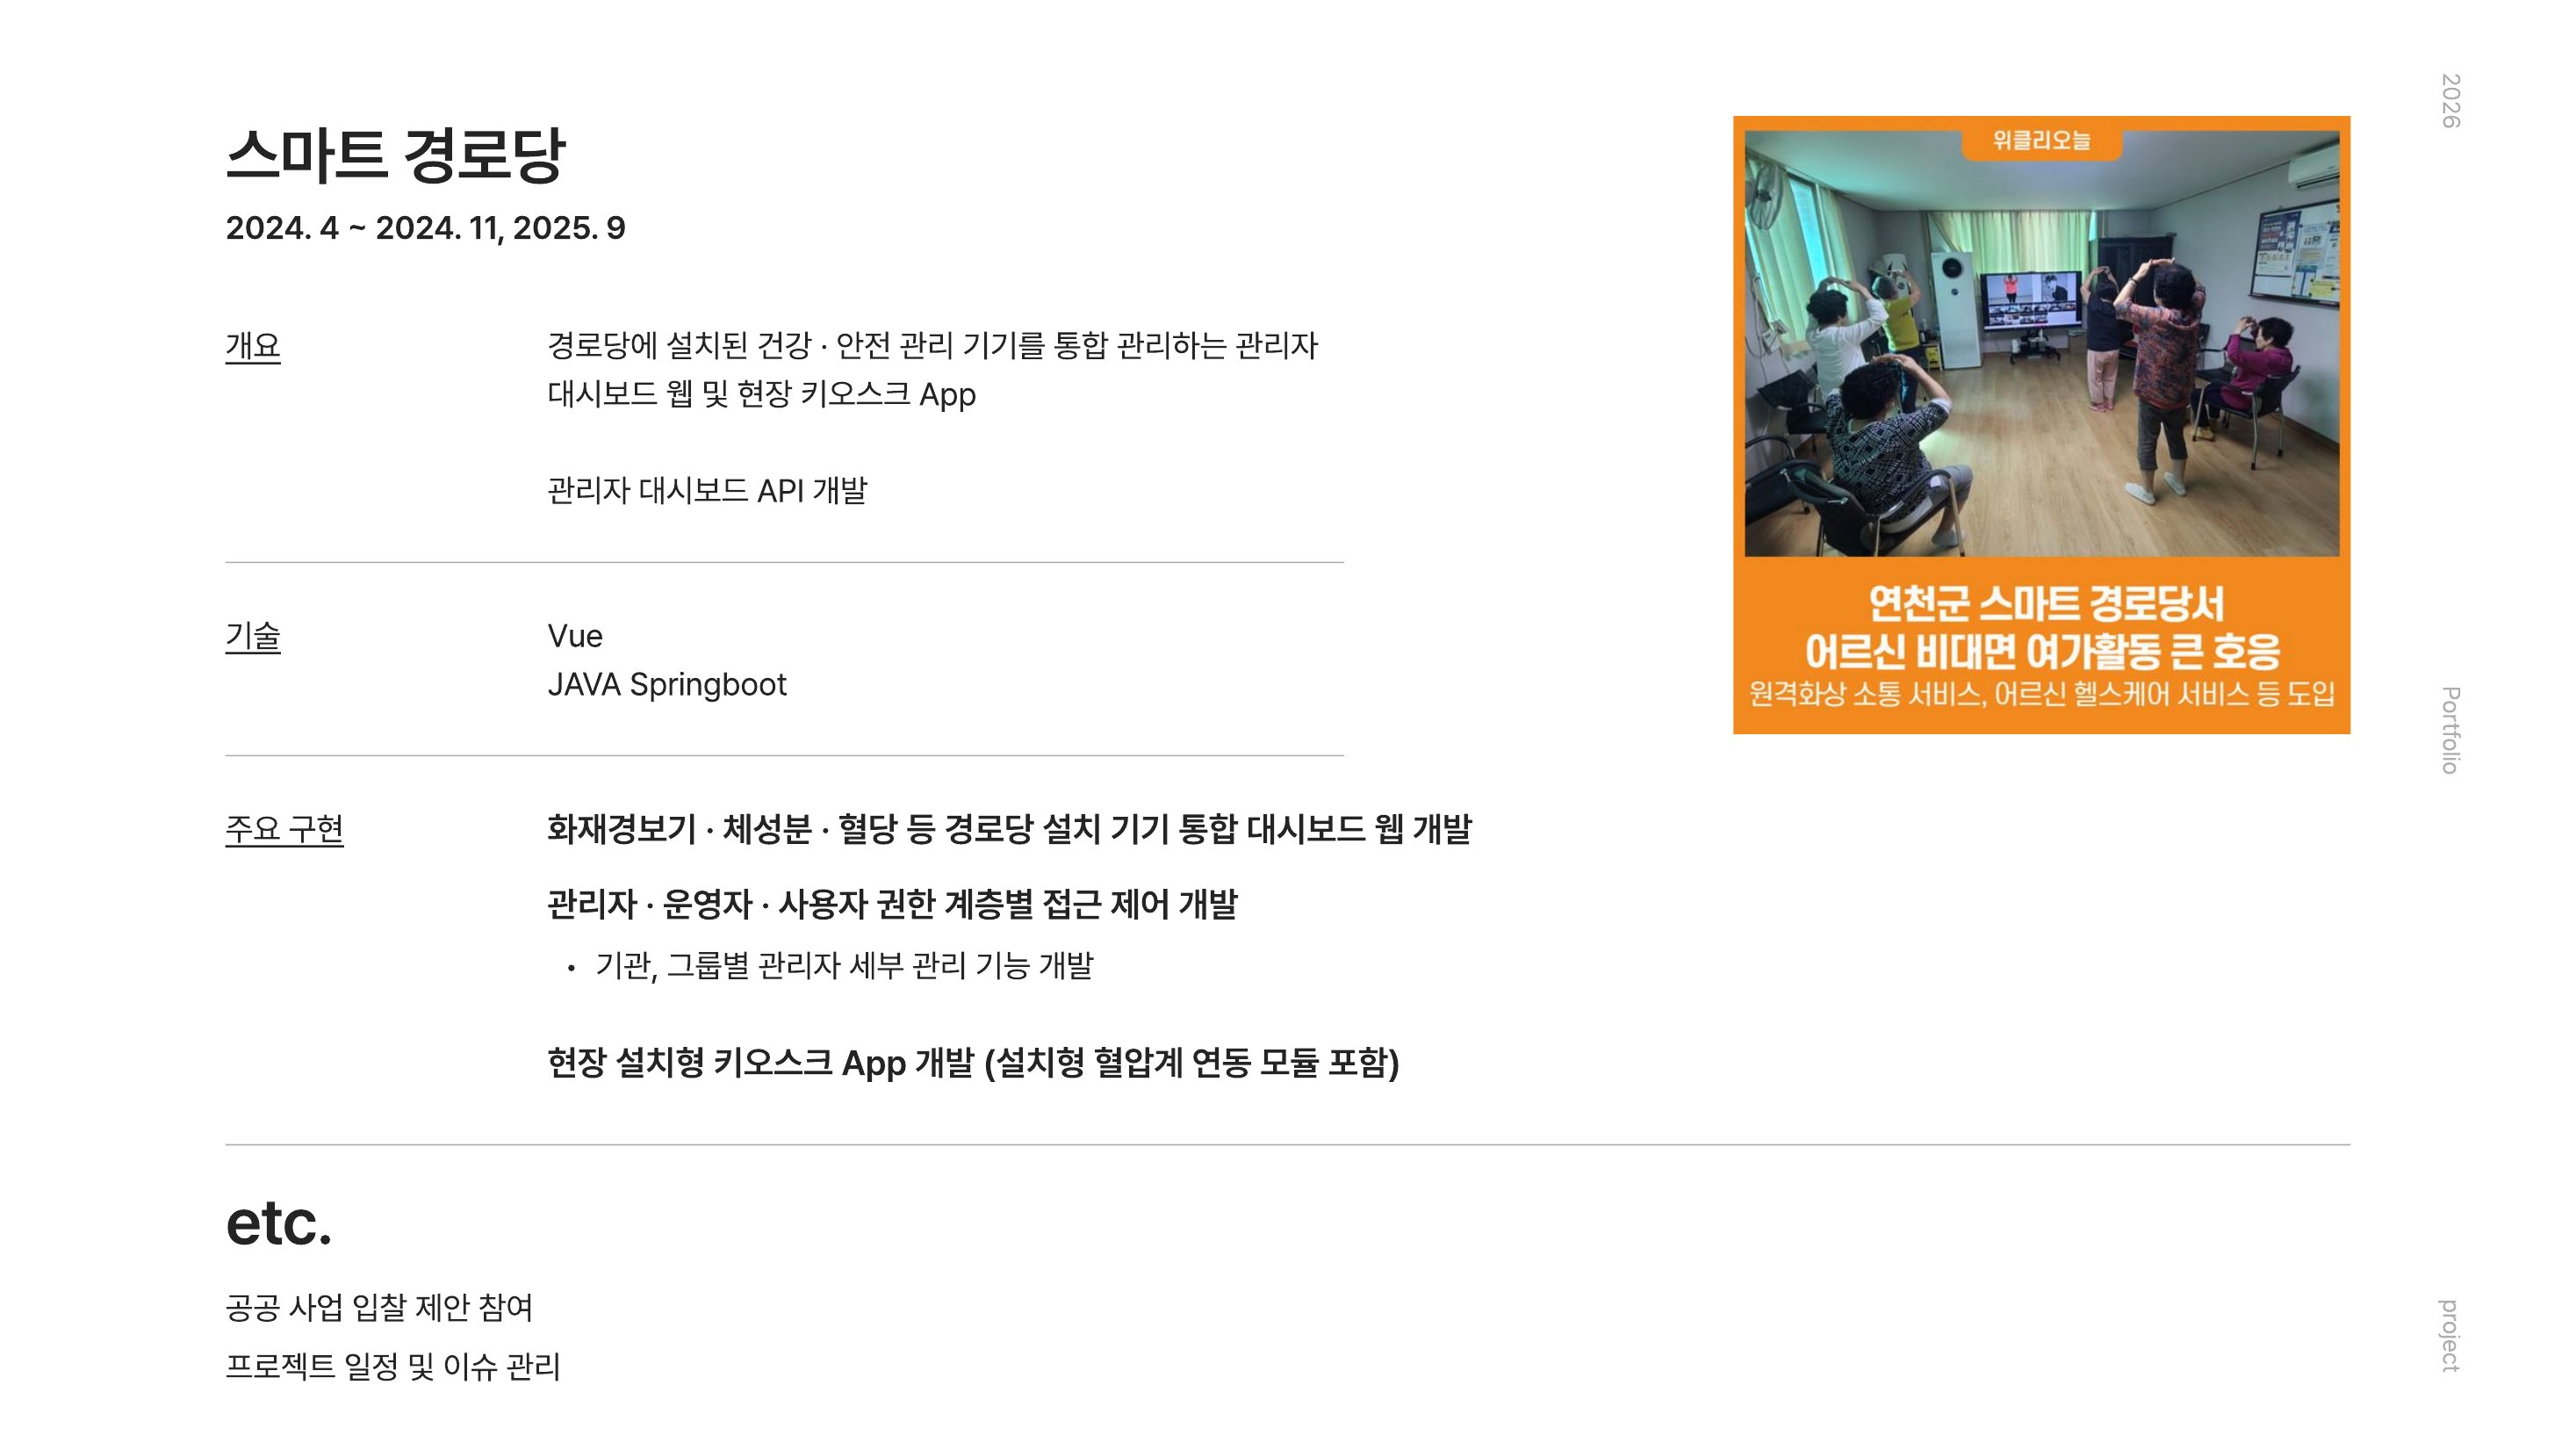 스마트 경로당
2024. 4 ~ 2024. 11, 2025. 9
개요
경로당에 설치된 건강 · 안전 관리 기기를 통합 관리하는 관리자
대시보드 웹 및 현장 키오스크 App
관리자 대시보드 API 개발
기술
Vue
JAVA Springboot
주요 구현
화재경보기 · 체성분 · 혈당 등 경로당 설치 기기 통합 대시보드 웹 개발
관리자 · 운영자 · 사용자 권한 계층별 접근 제어 개발
• 기관, 그룹별 관리자 세부 관리 기능 개발
현장 설치형 키오스크 App 개발 (설치형 혈압계 연동 모듈 포함)
위클리오늘
연천군 스마트 경로당서
어르신 비대면 여가활동 큰 호응
원격화상 소통 서비스, 어르신 헬스케어 서비스 등 도입
etc.
공공 사업 입찰 제안 참여
프로젝트 일정 및 이슈 관리
2026
Portfolio
project